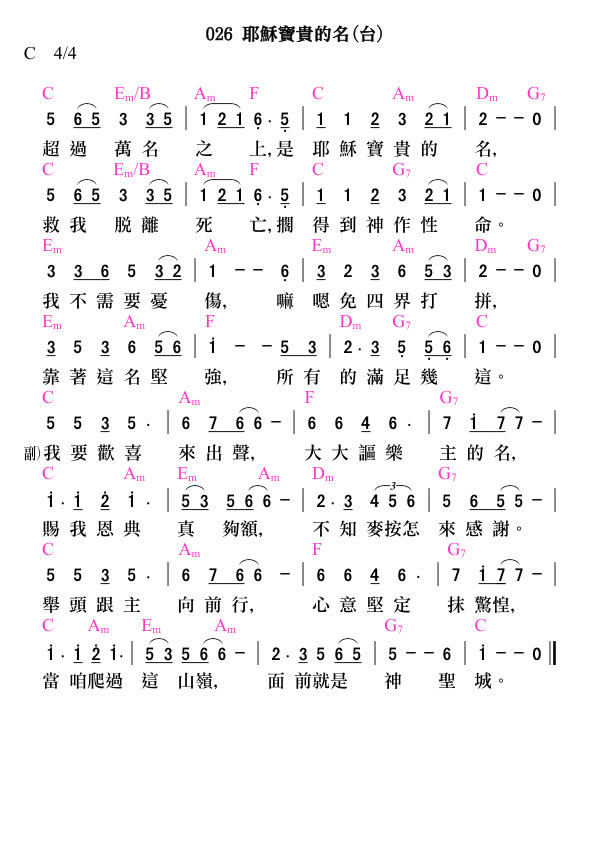 026 耶穌寶貴的名(台)
C 4/4
C Em/B Am F C Am Dm G7
5 6 5 3 3 5 | 1 2 1 6 . 5 | 1 1 2 3 2 1 | 2 - - 0 |
超 過 萬 名 之 上,是 耶 穌 寶 貴 的 名,
C Em/B Am F C G7 C
5 6 5 3 3 5 | 1 2 1 6 . 5 | 1 1 2 3 2 1 | 1 - - 0 |
救 我 脫 離 死 亡,擱 得 到 神 作 性 命。
Em Am Em Am Dm G7
3 3 6 5 3 2 | 1 - - 6 | 3 2 3 6 5 3 | 2 - - 0 |
我 不 需 要 憂 傷, 嘛 嗯 免 四 界 打 拼,
Em Am F Dm G7 C
3 5 3 6 5 6 | i - - 5 3 | 2 . 3 5 5 6 | 1 - - 0 |
靠 著 這 名 堅 強, 所 有 的 滿 足 幾 這。
C Am F G7
5 5 3 5 . | 6 7 6 6 - | 6 6 4 6 . | 7 i 7 7 - |
副)我 要 歡 喜 來 出 聲, 大 大 謳 樂 主 的 名,
C Am Em Am Dm G7
i . i 2 i . | 5 3 5 6 6 - | 2 . 3 4 5 6 | 5 6 5 5 - |
3
賜 我 恩 典 真 夠額, 不 知 麥按怎 來 感 謝。
C Am F G7
5 5 3 5 . | 6 7 6 6 - | 6 6 4 6 . | 7 i 7 7 - |
舉 頭 跟 主 向 前 行, 心 意 堅 定 抹 驚惶,
C Am Em Am G7 C
i . i 2 i . | 5 3 5 6 6 - | 2 . 3 5 6 5 | 5 - - 6 | i - - 0 ‖
當 咱爬過 這 山嶺, 面 前就是 神 聖 城。